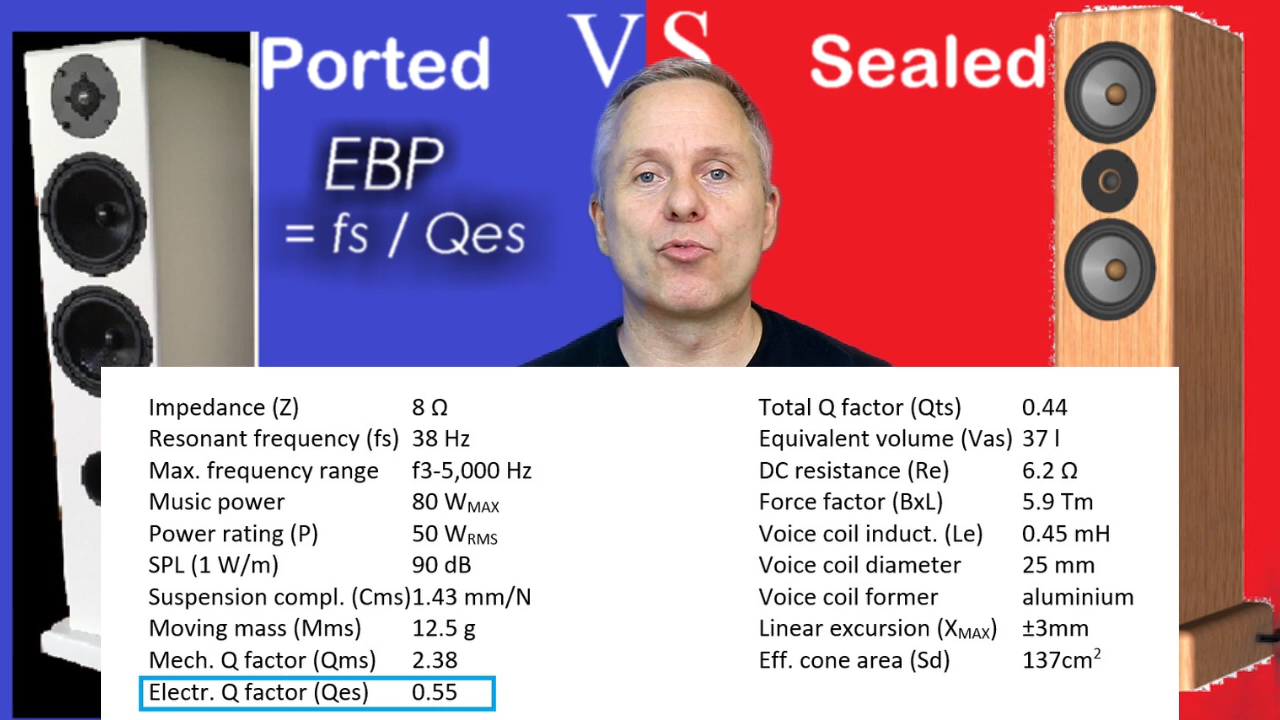 Ported VS Sealed
EBP
= fs / Qes
Impedance (Z) 8 Ω
Resonant frequency (fs) 38 Hz
Max. frequency range f3-5,000 Hz
Music power 80 WMAX
Power rating (P) 50 WRMS
SPL (1 W/m) 90 dB
Suspension compl. (Cms) 1.43 mm/N
Moving mass (Mms) 12.5 g
Mech. Q factor (Qms) 2.38
Electr. Q factor (Qes) 0.55
Total Q factor (Qts) 0.44
Equivalent volume (Vas) 37 l
DC resistance (Re) 6.2 Ω
Force factor (BxL) 5.9 Tm
Voice coil induct. (Le) 0.45 mH
Voice coil diameter 25 mm
Voice coil former aluminium
Linear excursion (XMAX) ±3mm
Eff. cone area (Sd) 137cm²